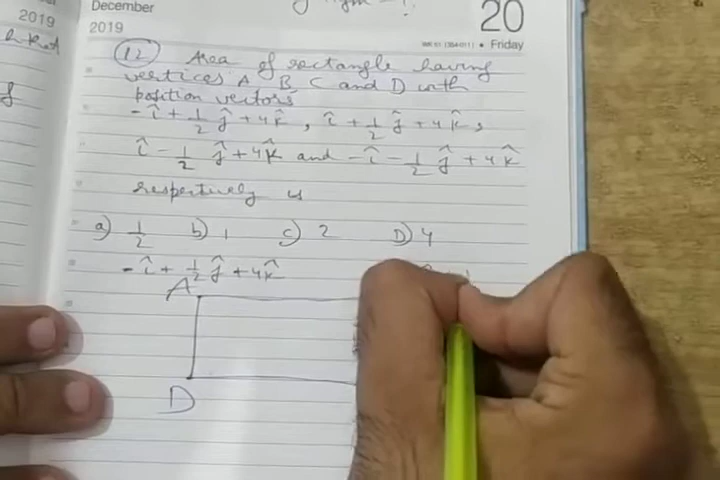 December
2019
2019
20
Friday
(12) Area of rectangle having
vertices A B, C and D with
position vectors
-î + 1/2 ĵ + 4k̂, î + 1/2 ĵ + 4k̂,
î - 1/2 ĵ + 4k̂ and -î - 1/2 ĵ + 4k̂
respectively is
a) 1/2 b) 1 c) 2 D) 4
-î + 1/2 ĵ + 4k̂
A
D